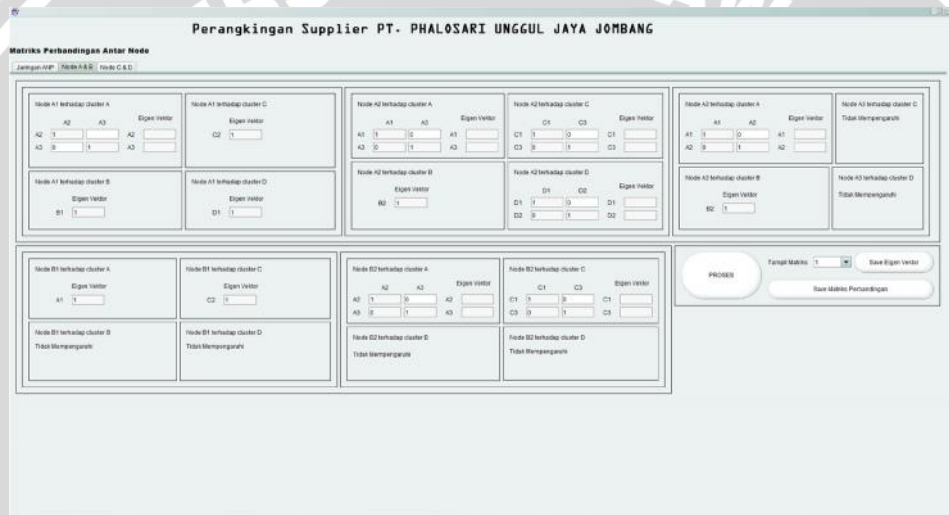 Perangkingan Supplier PT. PHALOSARI UNGGUL JAYA JOMBANG
Matriks Perbandingan Antar Node
Jaringan ANP Node A & B Node C & D
Node A1 terhadap cluster A
A2 A3 Eigen Vektor
A2 1 A2
A3 0 1 A3
Node A1 terhadap cluster C
Eigen Vektor
C2 1
Node A1 terhadap cluster B
Eigen Vektor
B1 1
Node A1 terhadap cluster D
Eigen Vektor
D1 1
Node A2 terhadap cluster A
A1 A3 Eigen Vektor
A1 1 0 A1
A3 0 1 A3
Node A2 terhadap cluster C
C1 C3 Eigen Vektor
C1 1 0 C1
C3 0 1 C3
Node A2 terhadap cluster B
Eigen Vektor
B2 1
Node A2 terhadap cluster D
D1 D2 Eigen Vektor
D1 1 0 D1
D2 0 1 D2
Node A3 terhadap cluster A
A1 A2 Eigen Vektor
A1 1 0 A1
A2 0 1 A2
Node A3 terhadap cluster C
Tidak Mempengaruhi
Node A3 terhadap cluster B
Eigen Vektor
B2 1
Node A3 terhadap cluster D
Tidak Mempengaruhi
Node B1 terhadap cluster A
Eigen Vektor
A1 1
Node B1 terhadap cluster C
Eigen Vektor
C2 1
Node B1 terhadap cluster B
Tidak Mempengaruhi
Node B1 terhadap cluster D
Tidak Mempengaruhi
Node B2 terhadap cluster A
A2 A3 Eigen Vektor
A2 1 0 A2
A3 0 1 A3
Node B2 terhadap cluster C
C1 C3 Eigen Vektor
C1 1 0 C1
C3 0 1 C3
Node B2 terhadap cluster B
Tidak Mempengaruhi
Node B2 terhadap cluster D
Tidak Mempengaruhi
PROSES
Tampil Matriks 1 Save Eigen Vektor
Save Matriks Perbandingan